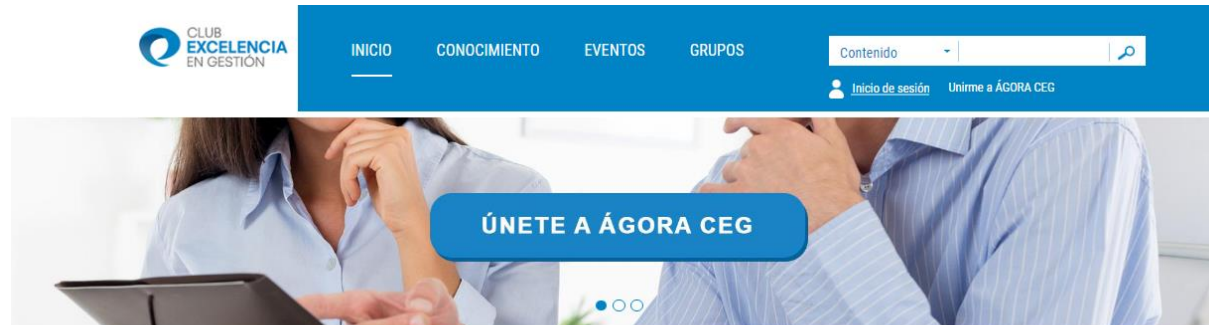 CLUB
EXCELENCIA
EN GESTIÓN
INICIO CONOCIMIENTO EVENTOS GRUPOS
Contenido
Inicio de sesión Unirme a ÁGORA CEG
ÚNETE A ÁGORA CEG